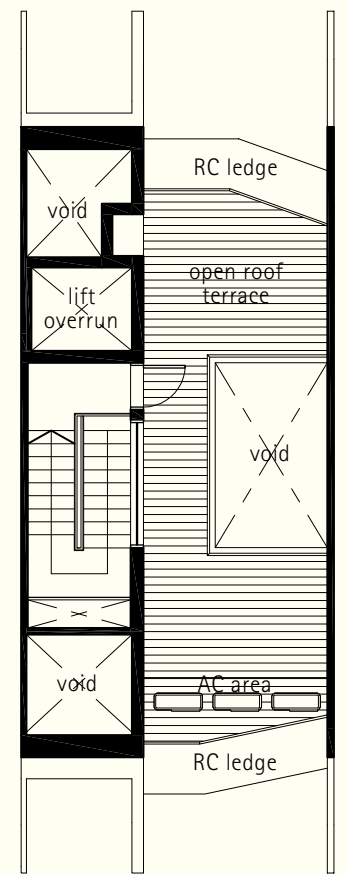 RC ledge
void
open roof
terrace
lift
overrun
void
void
AC area
RC ledge